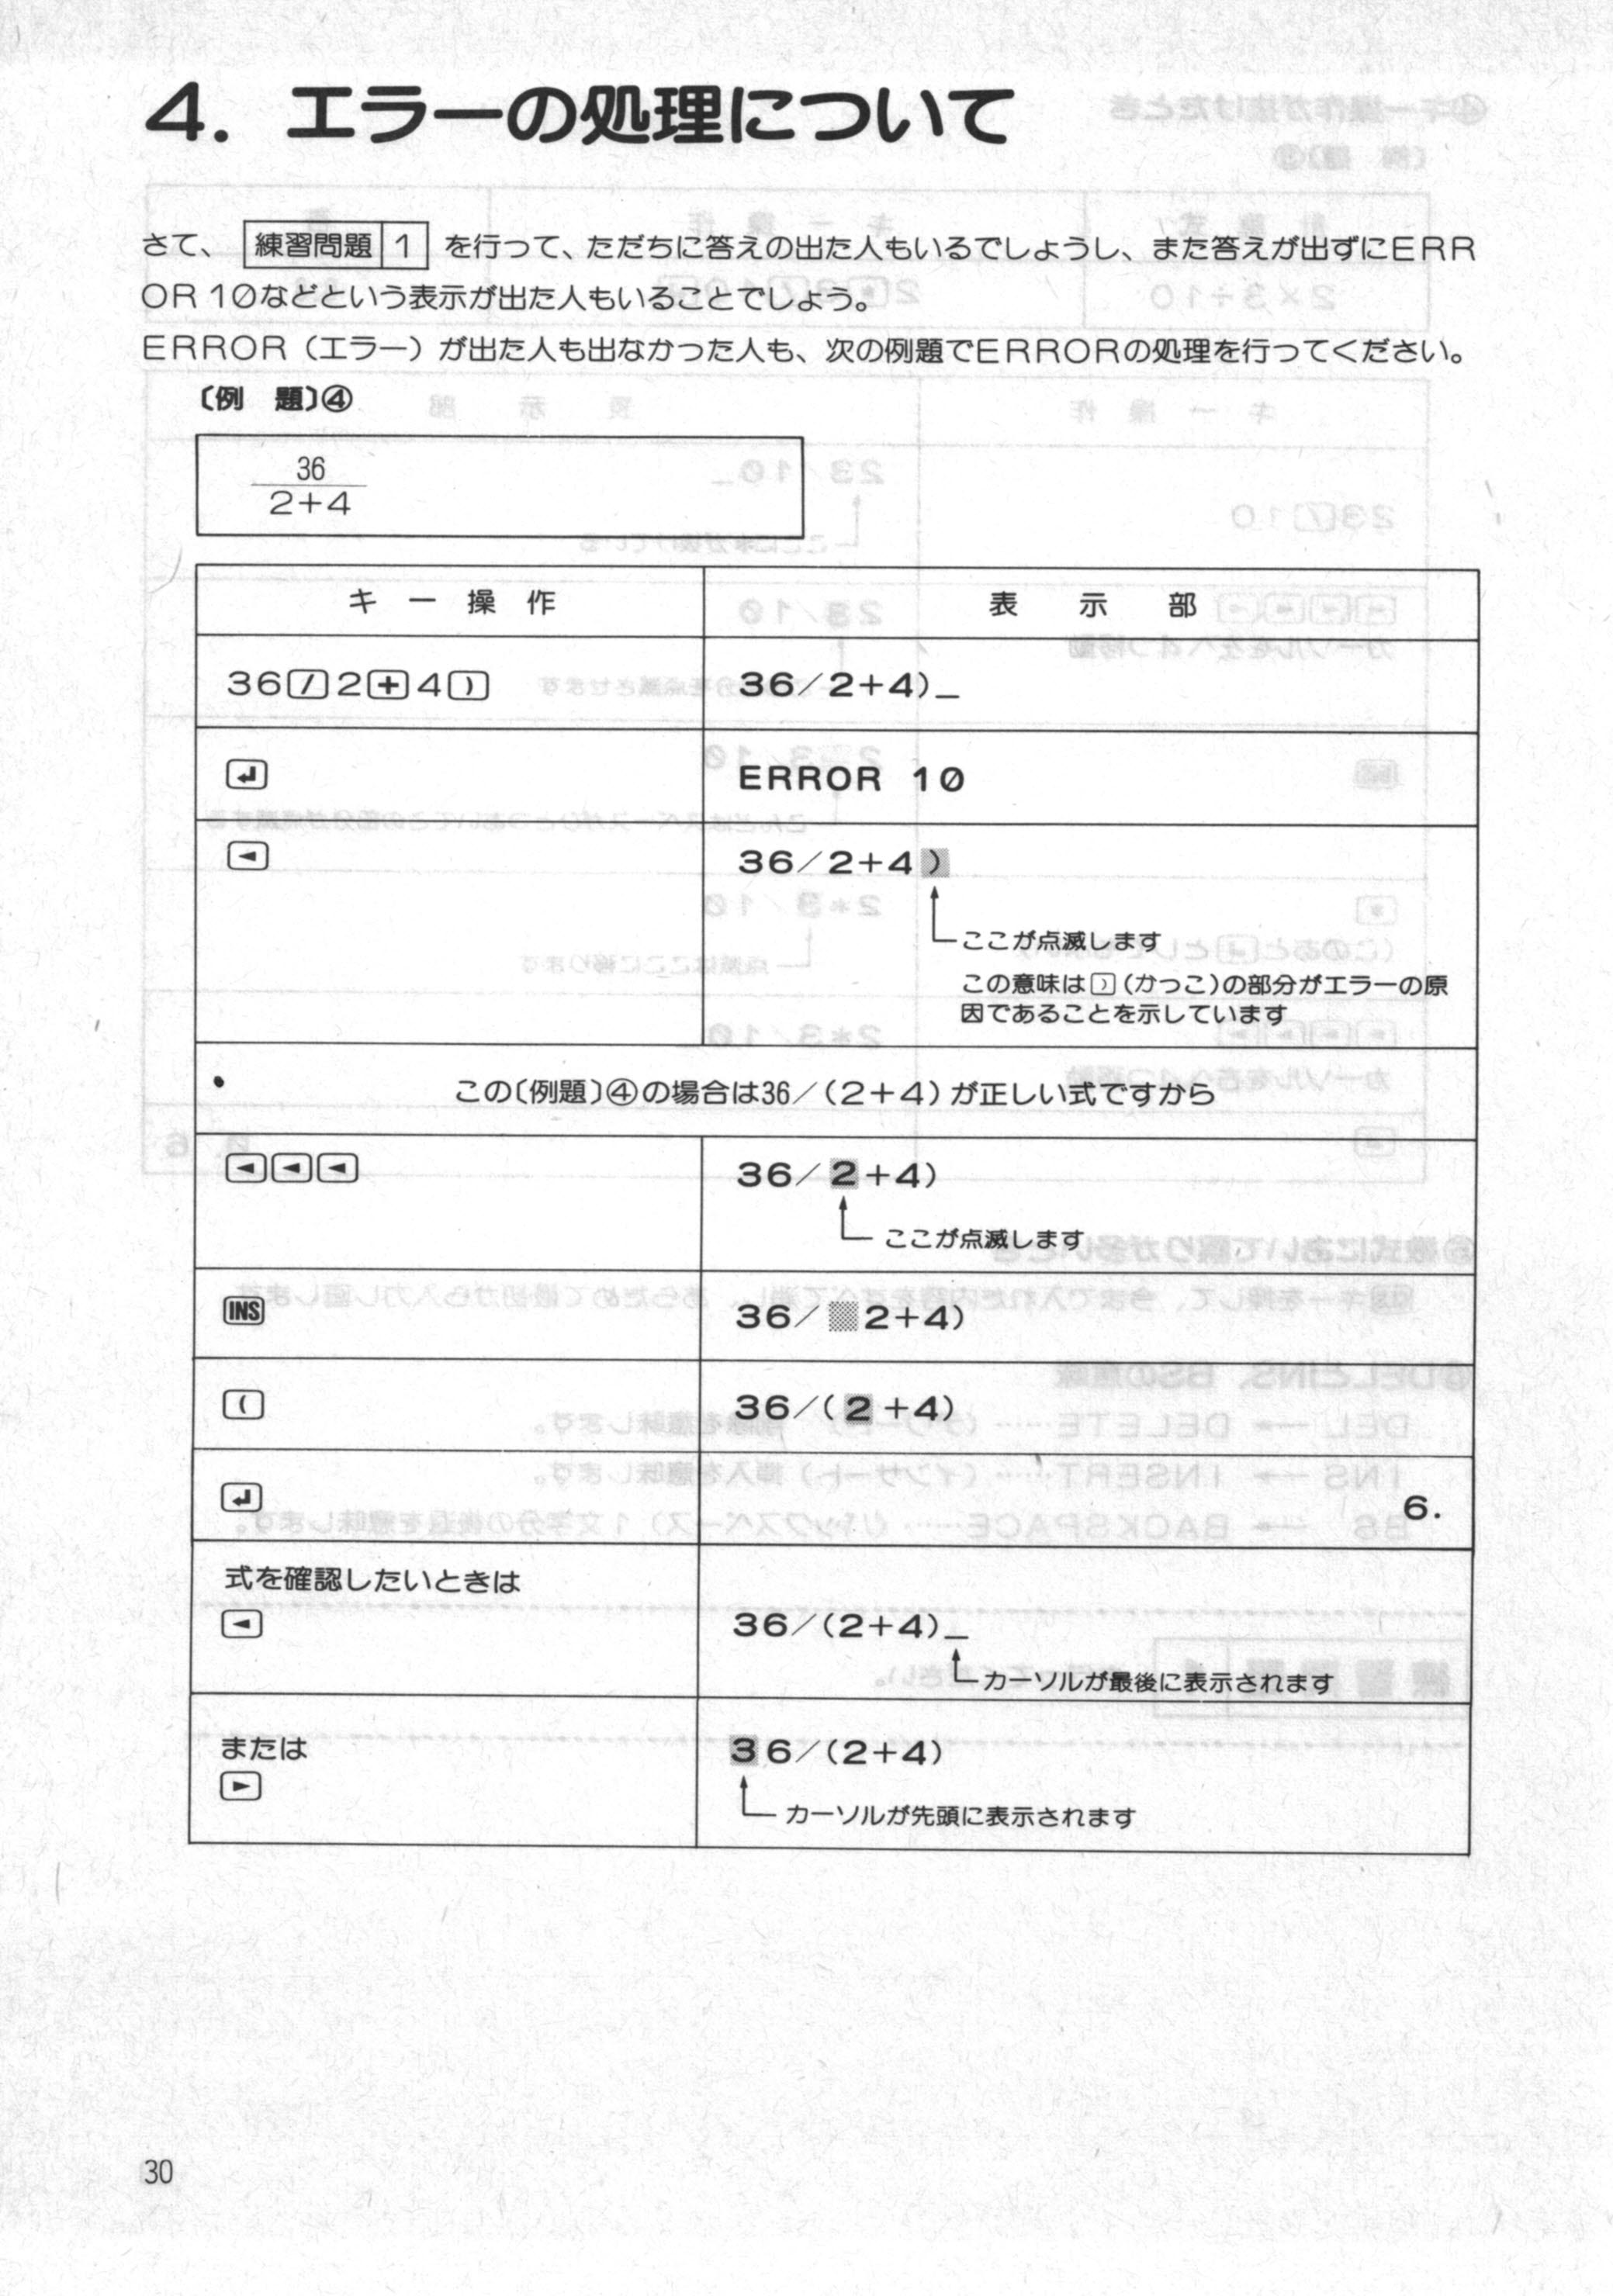 4. エラーの処理について
さて、 練習問題 1 を行って、ただちに答えの出た人もいるでしようし、また答えが出ずにERR
OR 10などという表示が出た人もいることでしょう。
ERROR（エラー）が出た人も出なかった人も、次の例題でERRORの処理を行ってください。
〔例 題〕④
36
2+4
キ ー 操 作 表 示 部
36 / 2 + 4 ) 36／2+4)_
↵ ERROR 10
◄ 36／2+4 )
ここが点滅します
この意味は ) (かっこ)の部分がエラーの原
因であることを示しています
この〔例題〕④の場合は36／(2+4) が正しい式ですから
◄ ◄ ◄ 36／2+4)
ここが点滅します
INS 36／ 2+4)
( 36／( 2 +4)
↵ 6.
式を確認したいときは
◄ 36／(2+4)_
カーソルが最後に表示されます
または 36／(2+4)
►
カーソルが先頭に表示されます
30